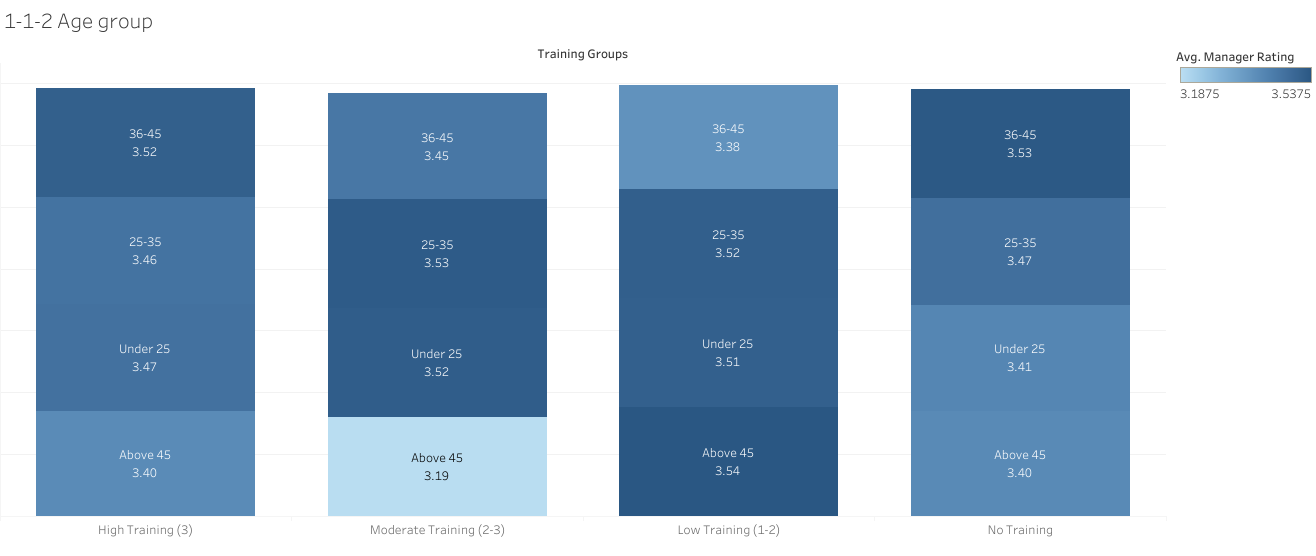 1-1-2 Age group
Training Groups
Avg. Manager Rating
3.1875 3.5375
36-45
3.52
25-35
3.46
Under 25
3.47
Above 45
3.40
36-45
3.45
25-35
3.53
Under 25
3.52
Above 45
3.19
36-45
3.38
25-35
3.52
Under 25
3.51
Above 45
3.54
36-45
3.53
25-35
3.47
Under 25
3.41
Above 45
3.40
High Training (3) Moderate Training (2-3) Low Training (1-2) No Training